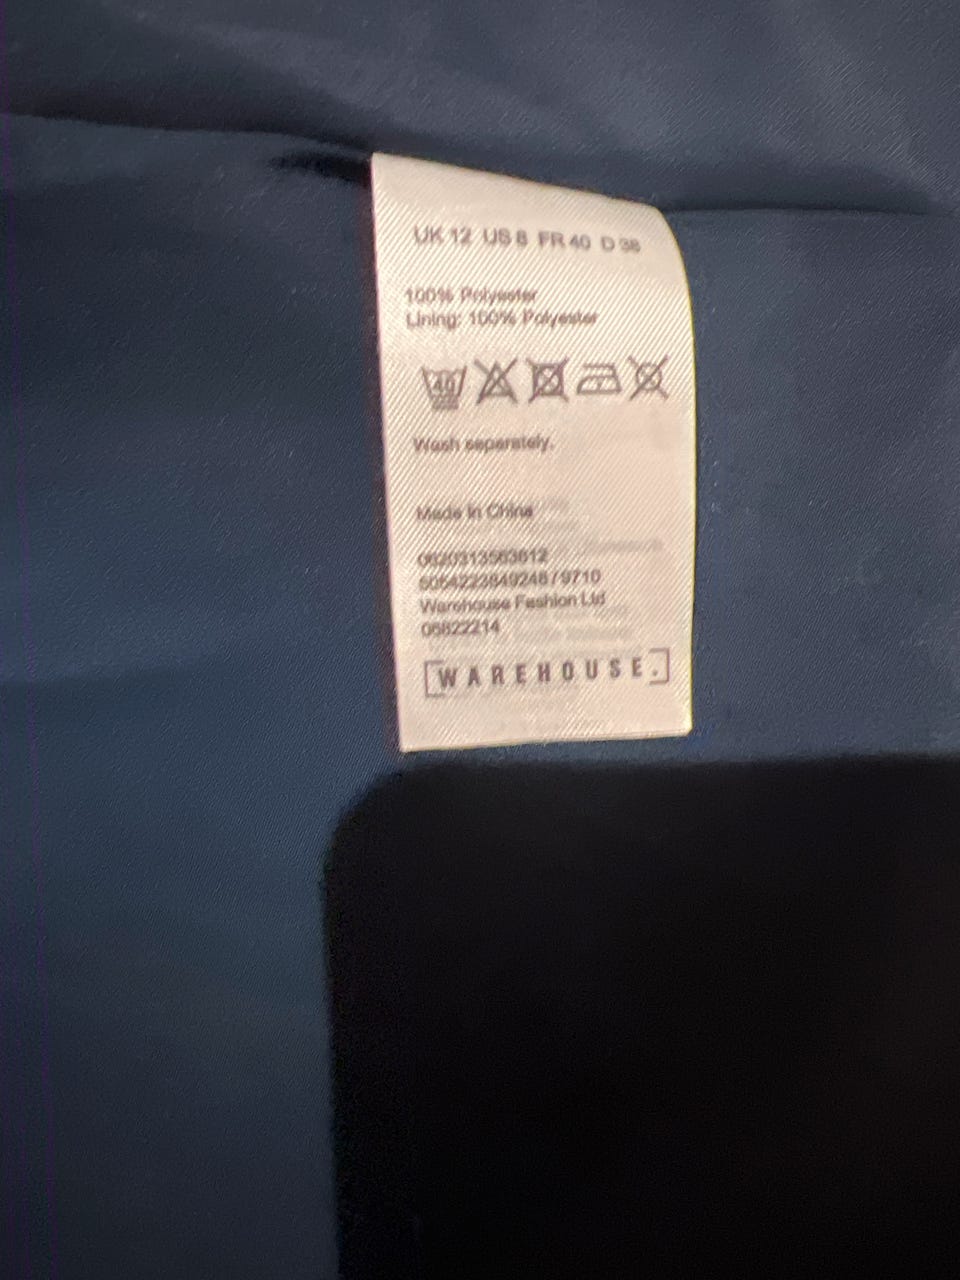 UK 12 US 8 FR 40 D 38
100% Polyester
Lining: 100% Polyester
40
Wash separately.
Made in China
0620313563612
5054223849248 / 9710
Warehouse Fashion Ltd
05822214
WAREHOUSE.